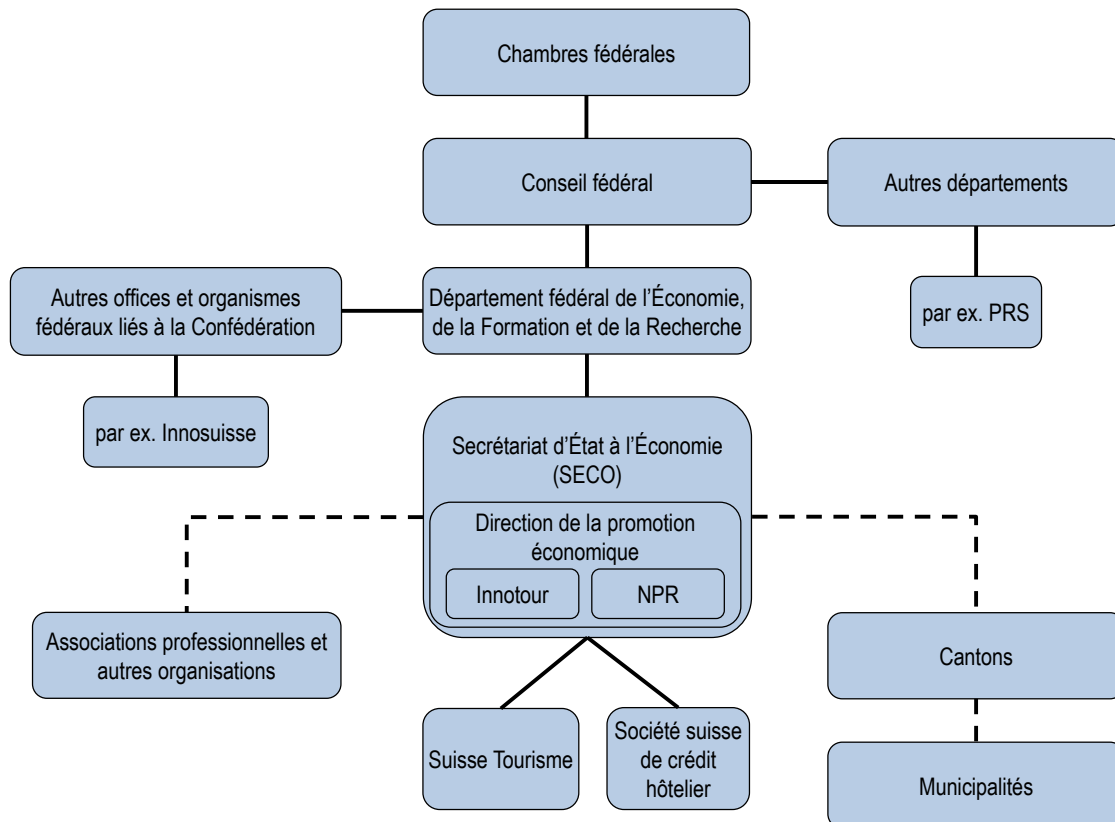 Chambres fédérales
Conseil fédéral
Autres départements
Autres offices et organismes
fédéraux liés à la Confédération
Département fédéral de l’Économie,
de la Formation et de la Recherche
par ex. PRS
par ex. Innosuisse
Secrétariat d’État à l’Économie
(SECO)
Direction de la promotion
économique
Innotour
NPR
Associations professionnelles et
autres organisations
Cantons
Suisse Tourisme
Société suisse
de crédit
hôtelier
Municipalités